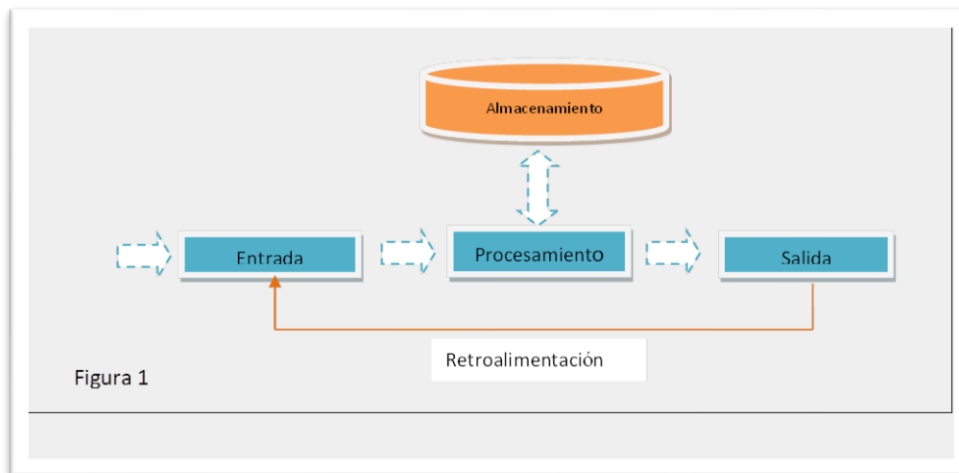 Almacenamiento
Entrada
Procesamiento
Salida
Retroalimentación
Figura 1